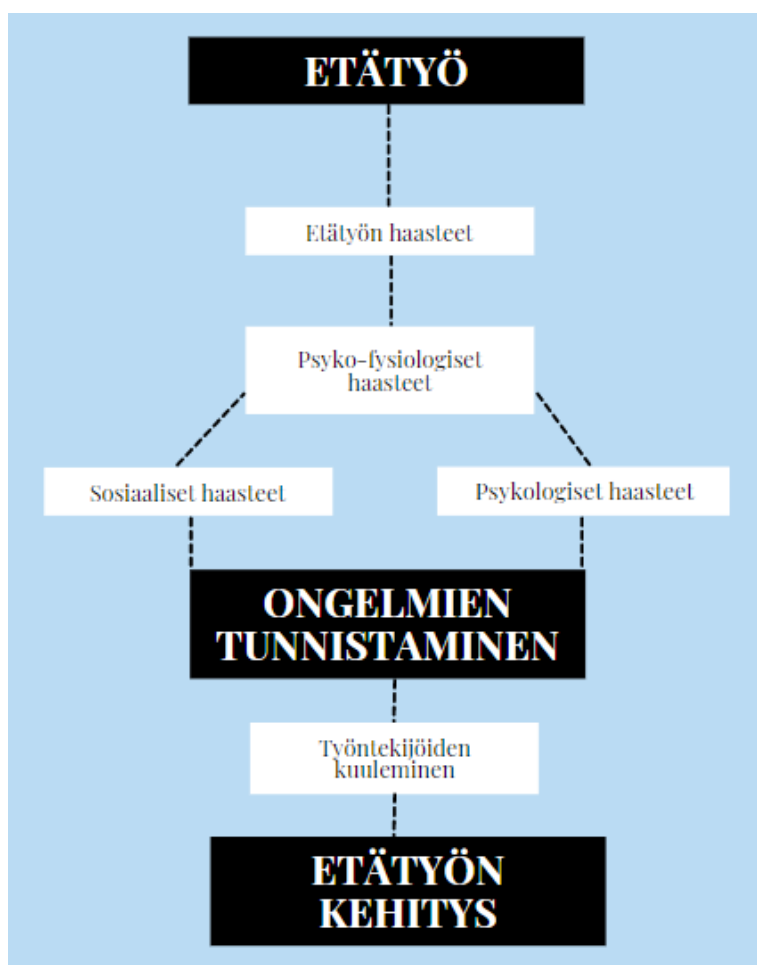 ETÄTYÖ
Etätyön haasteet
Psyko-fysiologiset
haasteet
Sosiaaliset haasteet
Psykologiset haasteet
ONGELMIEN
TUNNISTAMINEN
Työntekijöiden
kuuleminen
ETÄTYÖN
KEHITYS